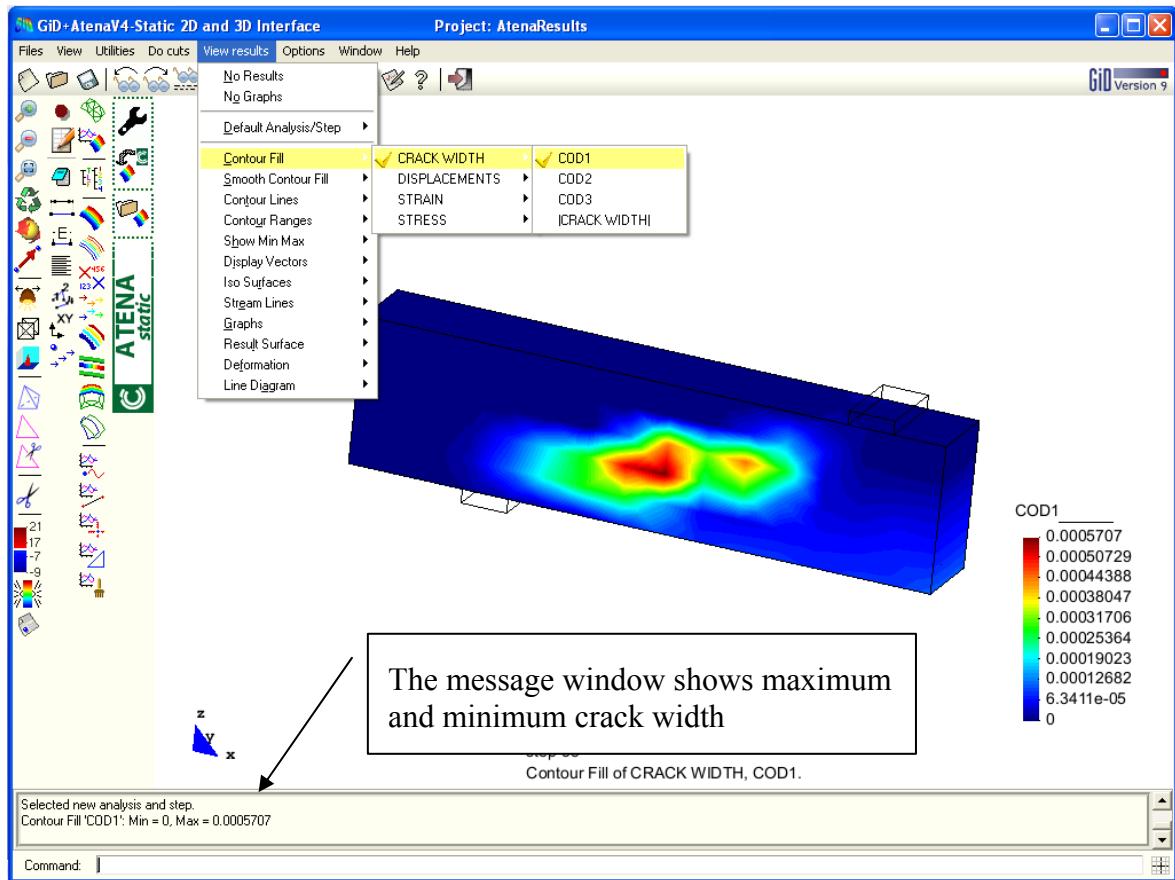 GiD+AtenaV4-Static 2D and 3D Interface Project: AtenaResults
Files View Utilities Do cuts View results Options Window Help
GiD Version 9
No Results
No Graphs
Default Analysis/Step
Contour Fill
Smooth Contour Fill
Contour Lines
Contour Ranges
Show Min Max
Display Vectors
Iso Surfaces
Stream Lines
Graphs
Result Surface
Deformation
Line Diagram
CRACK WIDTH
DISPLACEMENTS
STRAIN
STRESS
COD1
COD2
COD3
|CRACK WIDTH|
ATENA
static
21
17
-7
-9
COD1
0.0005707
0.00050729
0.00044388
0.00038047
0.00031706
0.00025364
0.00019023
0.00012682
6.3411e-05
0
The message window shows maximum
and minimum crack width
z
y
x
Contour Fill of CRACK WIDTH, COD1.
Selected new analysis and step.
Contour Fill 'COD1': Min = 0, Max = 0.0005707
Command: